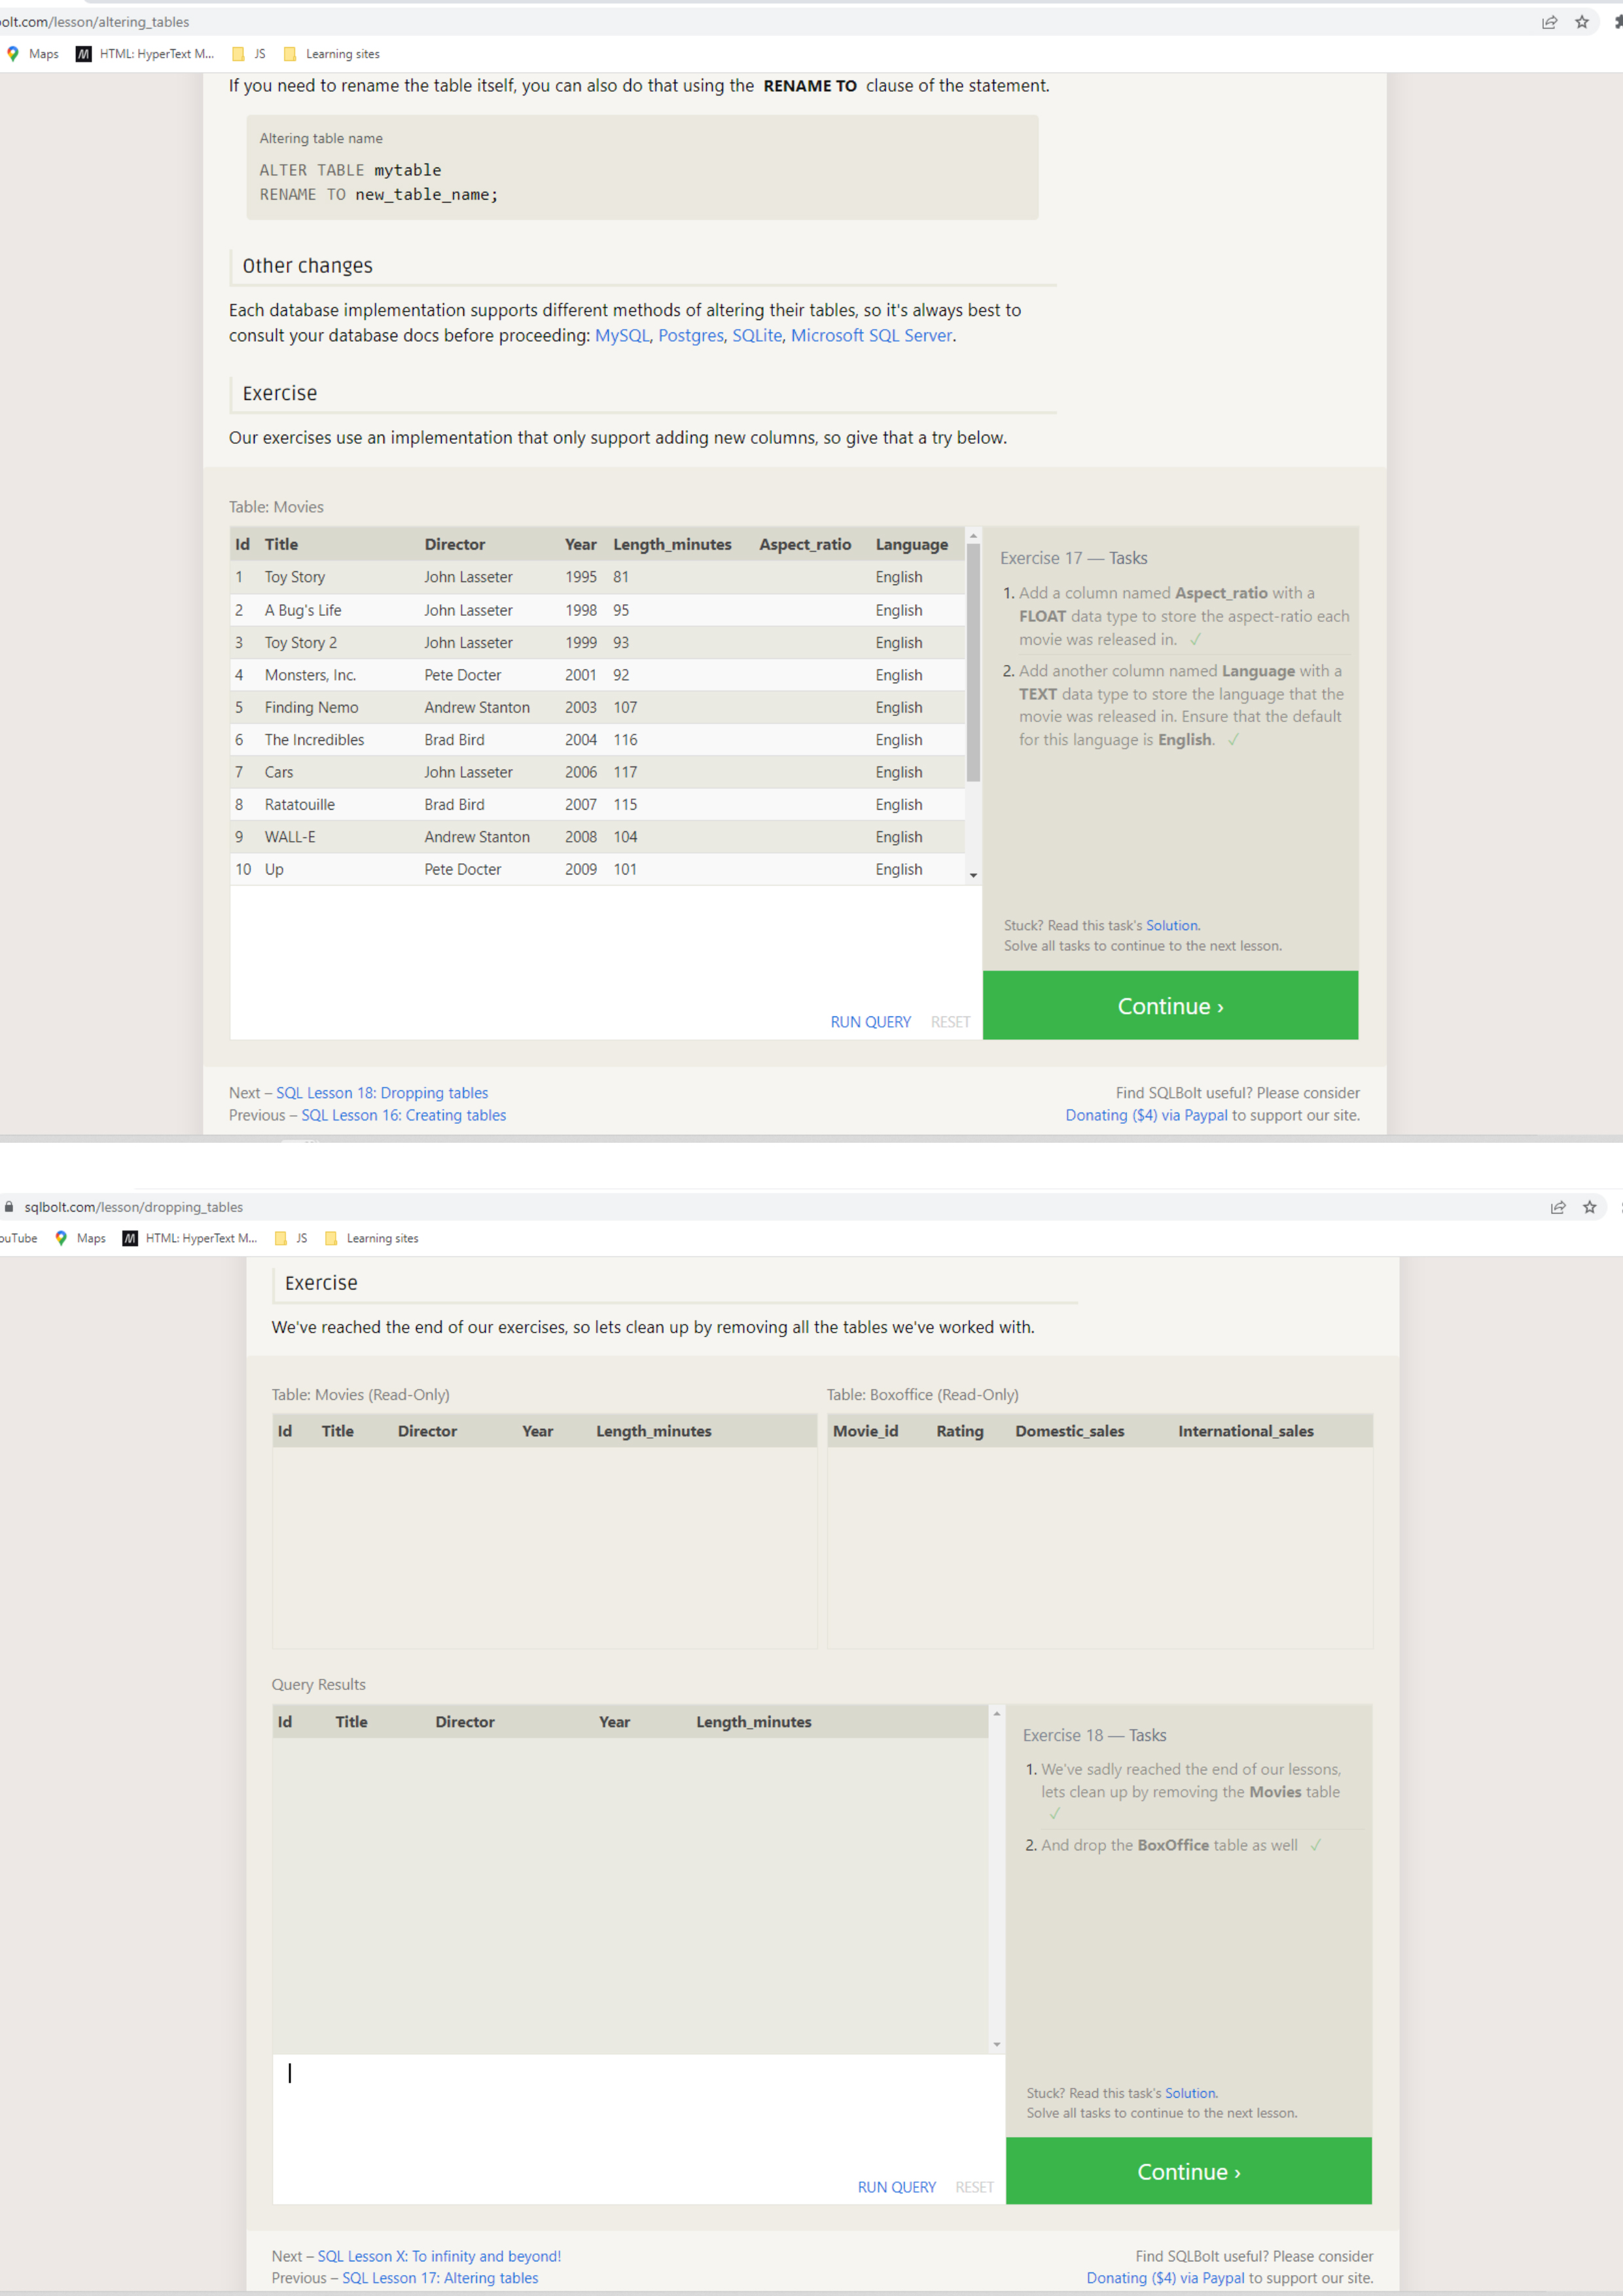 olt.com/lesson/altering_tables
Maps HTML: HyperText M... JS Learning sites
If you need to rename the table itself, you can also do that using the RENAME TO clause of the statement.
Altering table name
ALTER TABLE mytable
RENAME TO new_table_name;
Other changes
Each database implementation supports different methods of altering their tables, so it's always best to
consult your database docs before proceeding: MySQL, Postgres, SQLite, Microsoft SQL Server.
Exercise
Our exercises use an implementation that only support adding new columns, so give that a try below.
Table: Movies
Id Title Director Year Length_minutes Aspect_ratio Language
1 Toy Story John Lasseter 1995 81 English
2 A Bug's Life John Lasseter 1998 95 English
3 Toy Story 2 John Lasseter 1999 93 English
4 Monsters, Inc. Pete Docter 2001 92 English
5 Finding Nemo Andrew Stanton 2003 107 English
6 The Incredibles Brad Bird 2004 116 English
7 Cars John Lasseter 2006 117 English
8 Ratatouille Brad Bird 2007 115 English
9 WALL-E Andrew Stanton 2008 104 English
10 Up Pete Docter 2009 101 English
RUN QUERY RESET
Exercise 17 — Tasks
1. Add a column named Aspect_ratio with a
FLOAT data type to store the aspect-ratio each
movie was released in. ✓
2. Add another column named Language with a
TEXT data type to store the language that the
movie was released in. Ensure that the default
for this language is English. ✓
Stuck? Read this task's Solution.
Solve all tasks to continue to the next lesson.
Continue ›
Next – SQL Lesson 18: Dropping tables
Previous – SQL Lesson 16: Creating tables
Find SQLBolt useful? Please consider
Donating ($4) via Paypal to support our site.
sqlbolt.com/lesson/dropping_tables
ouTube Maps HTML: HyperText M... JS Learning sites
Exercise
We've reached the end of our exercises, so lets clean up by removing all the tables we've worked with.
Table: Movies (Read-Only)
Id Title Director Year Length_minutes
Table: Boxoffice (Read-Only)
Movie_id Rating Domestic_sales International_sales
Query Results
Id Title Director Year Length_minutes
RUN QUERY RESET
Exercise 18 — Tasks
1. We've sadly reached the end of our lessons,
lets clean up by removing the Movies table
✓
2. And drop the BoxOffice table as well ✓
Stuck? Read this task's Solution.
Solve all tasks to continue to the next lesson.
Continue ›
Next – SQL Lesson X: To infinity and beyond!
Previous – SQL Lesson 17: Altering tables
Find SQLBolt useful? Please consider
Donating ($4) via Paypal to support our site.